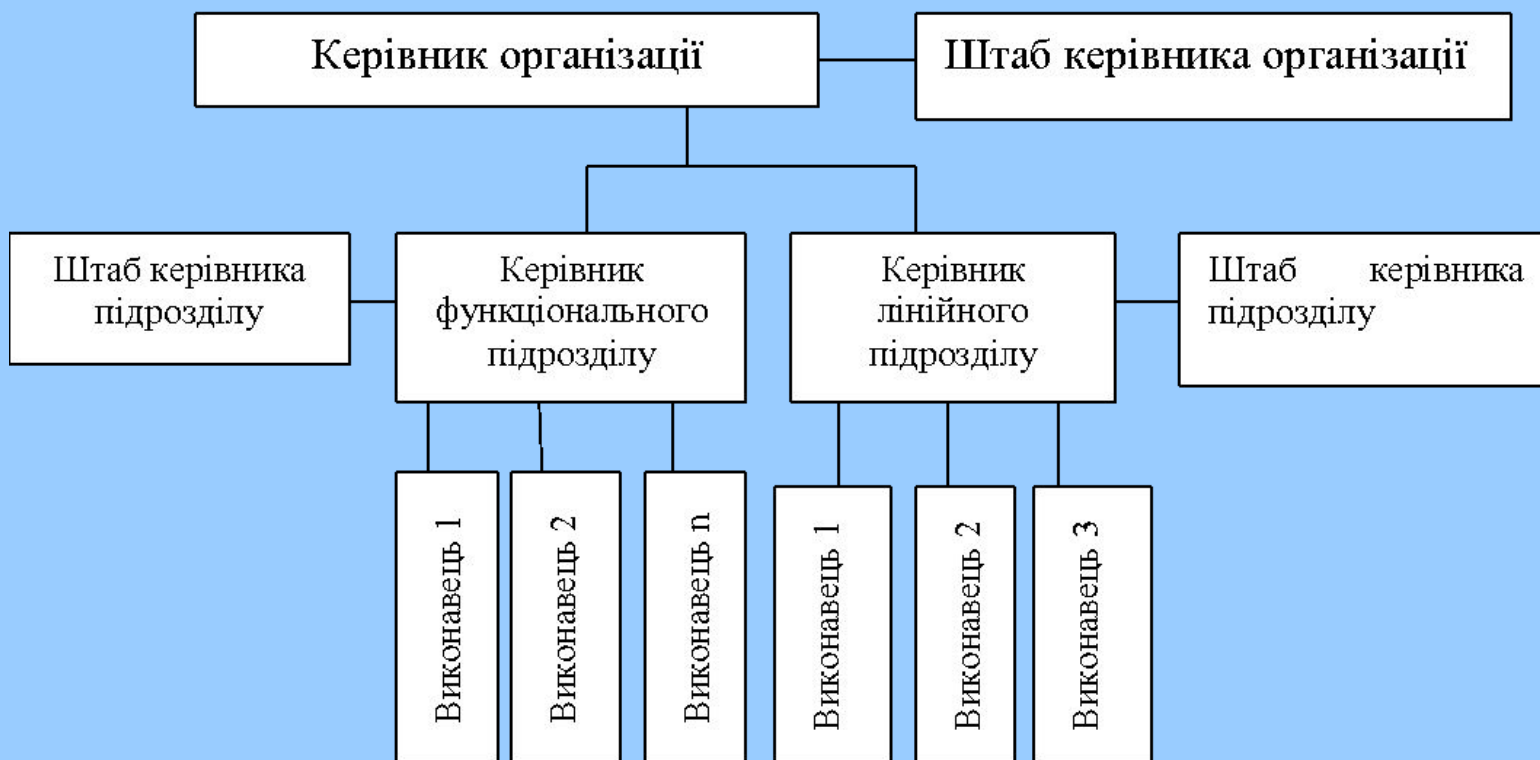 Керівник організації
Штаб керівника організації
Штаб керівника
підрозділу
Керівник
функціонального
підрозділу
Керівник
лінійного
підрозділу
Штаб керівника
підрозділу
Виконавець 1
Виконавець 2
Виконавець n
Виконавець 1
Виконавець 2
Виконавець 3